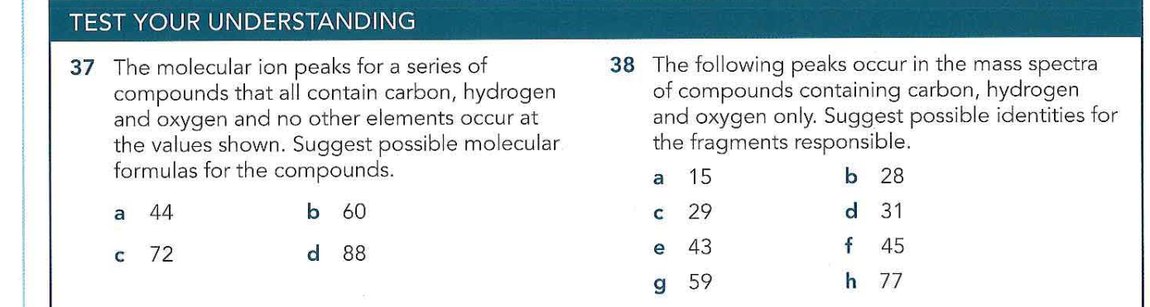 TEST YOUR UNDERSTANDING
37 The molecular ion peaks for a series of
compounds that all contain carbon, hydrogen
and oxygen and no other elements occur at
the values shown. Suggest possible molecular
formulas for the compounds.
a 44 b 60
c 72 d 88
38 The following peaks occur in the mass spectra
of compounds containing carbon, hydrogen
and oxygen only. Suggest possible identities for
the fragments responsible.
a 15 b 28
c 29 d 31
e 43 f 45
g 59 h 77